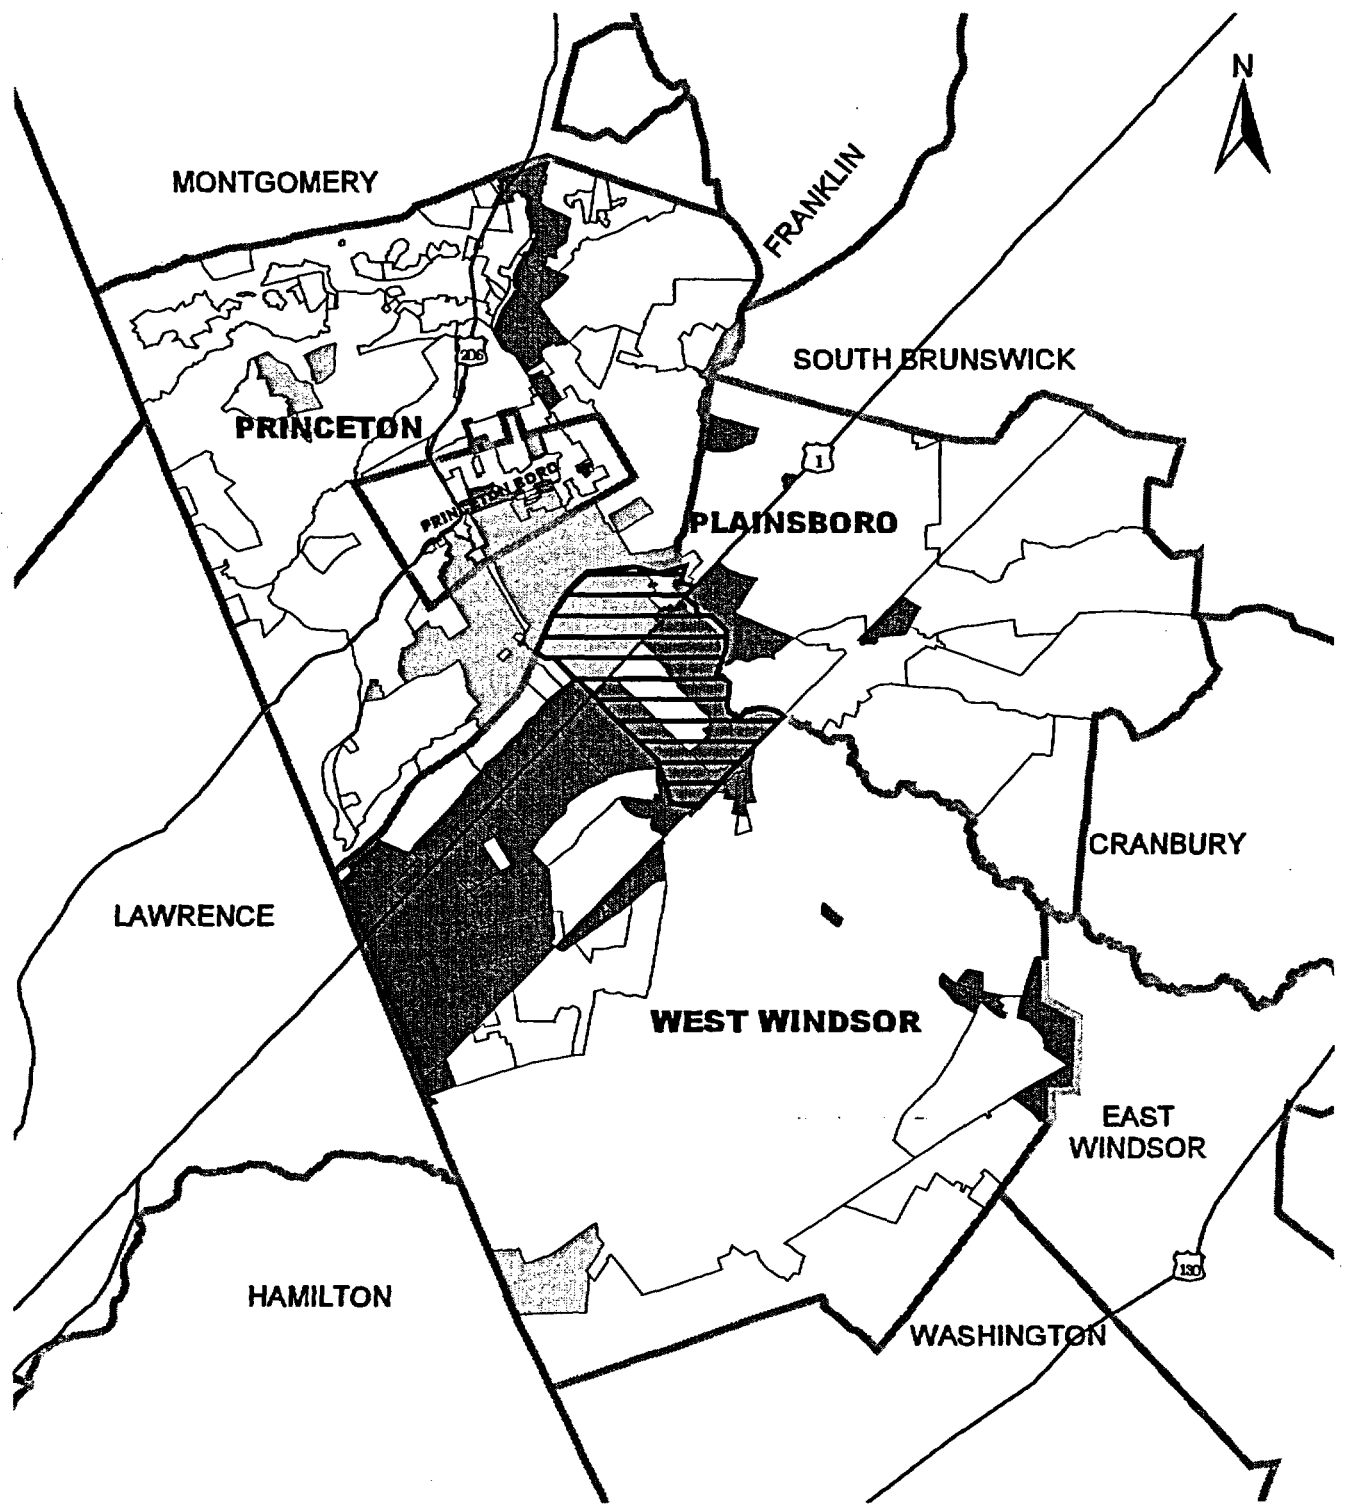 N
MONTGOMERY
FRANKLIN
206
SOUTH BRUNSWICK
PRINCETON
1
PRINCETON BORO
PLAINSBORO
CRANBURY
LAWRENCE
WEST WINDSOR
EAST
WINDSOR
130
HAMILTON
WASHINGTON